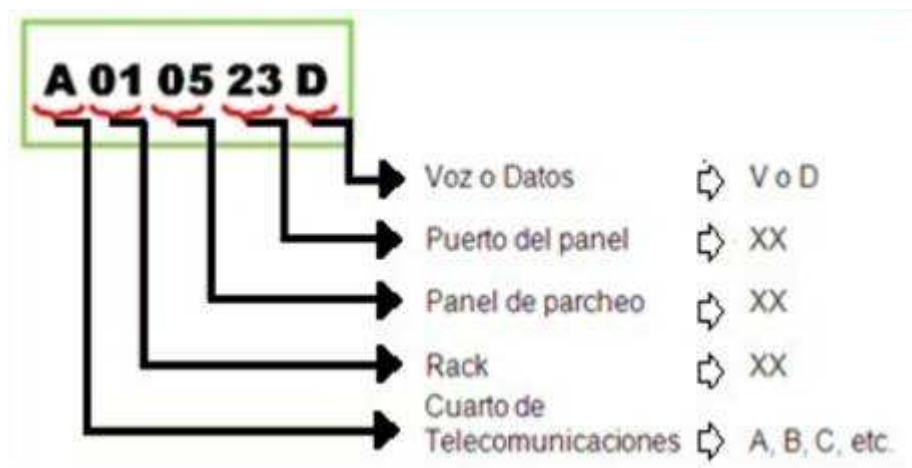 A 01 05 23 D
Voz o Datos V o D
Puerto del panel XX
Panel de parcheo XX
Rack XX
Cuarto de
Telecomunicaciones A, B, C, etc.